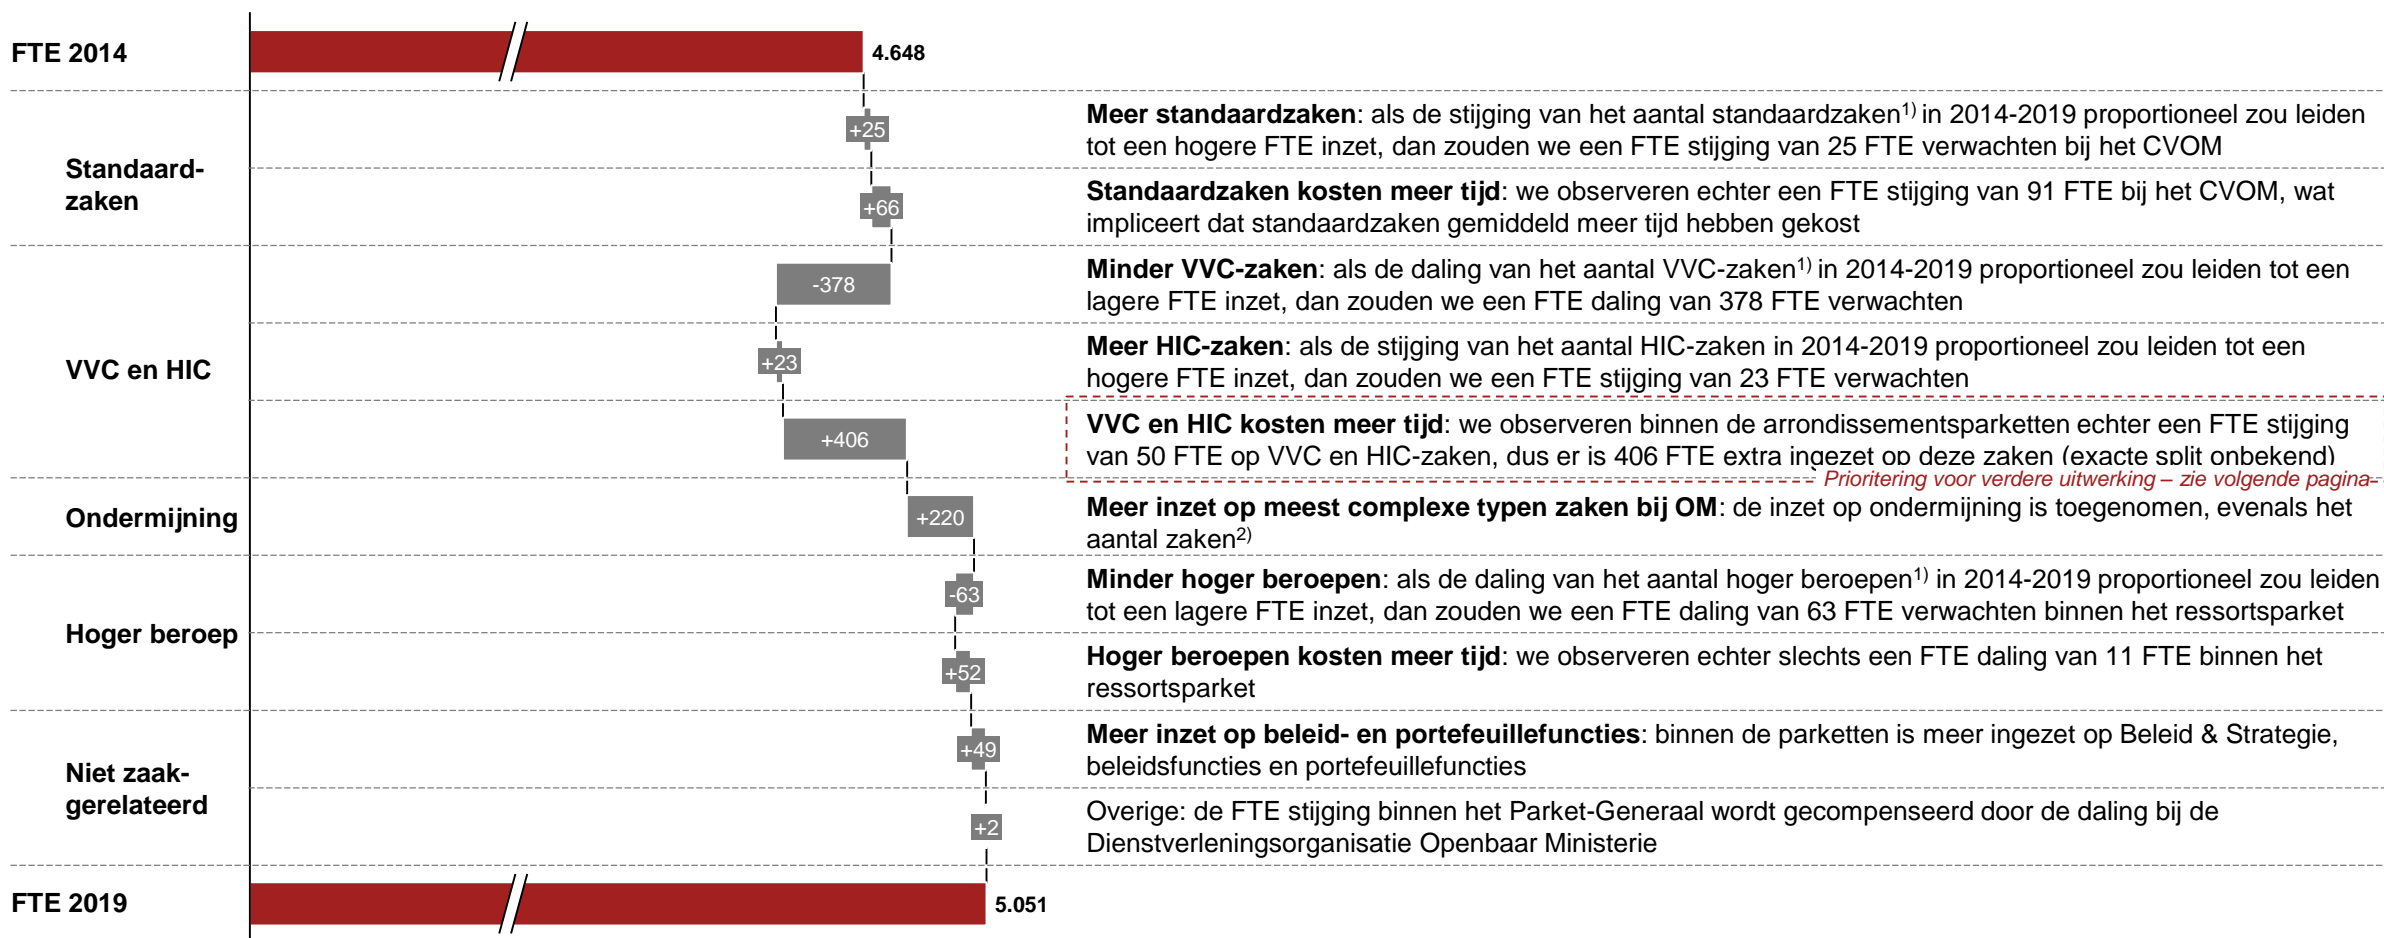 FTE 2014
4.648
Standaard-
zaken
+25
Meer standaardzaken: als de stijging van het aantal standaardzaken1) in 2014-2019 proportioneel zou leiden
tot een hogere FTE inzet, dan zouden we een FTE stijging van 25 FTE verwachten bij het CVOM
+66
Standaardzaken kosten meer tijd: we observeren echter een FTE stijging van 91 FTE bij het CVOM, wat
impliceert dat standaardzaken gemiddeld meer tijd hebben gekost
VVC en HIC
-378
Minder VVC-zaken: als de daling van het aantal VVC-zaken1) in 2014-2019 proportioneel zou leiden tot een
lagere FTE inzet, dan zouden we een FTE daling van 378 FTE verwachten
+23
Meer HIC-zaken: als de stijging van het aantal HIC-zaken in 2014-2019 proportioneel zou leiden tot een
hogere FTE inzet, dan zouden we een FTE stijging van 23 FTE verwachten
+406
VVC en HIC kosten meer tijd: we observeren binnen de arrondissementsparketten echter een FTE stijging
van 50 FTE op VVC en HIC-zaken, dus er is 406 FTE extra ingezet op deze zaken (exacte split onbekend)
Prioritering voor verdere uitwerking – zie volgende pagina
Ondermijning
+220
Meer inzet op meest complexe typen zaken bij OM: de inzet op ondermijning is toegenomen, evenals het
aantal zaken2)
Hoger beroep
-63
Minder hoger beroepen: als de daling van het aantal hoger beroepen1) in 2014-2019 proportioneel zou leiden
tot een lagere FTE inzet, dan zouden we een FTE daling van 63 FTE verwachten binnen het ressortsparket
+52
Hoger beroepen kosten meer tijd: we observeren echter slechts een FTE daling van 11 FTE binnen het
ressortsparket
Niet zaak-
gerelateerd
+49
Meer inzet op beleid- en portefeuillefuncties: binnen de parketten is meer ingezet op Beleid & Strategie,
beleidsfuncties en portefeuillefuncties
+2
Overige: de FTE stijging binnen het Parket-Generaal wordt gecompenseerd door de daling bij de
Dienstverleningsorganisatie Openbaar Ministerie
FTE 2019
5.051